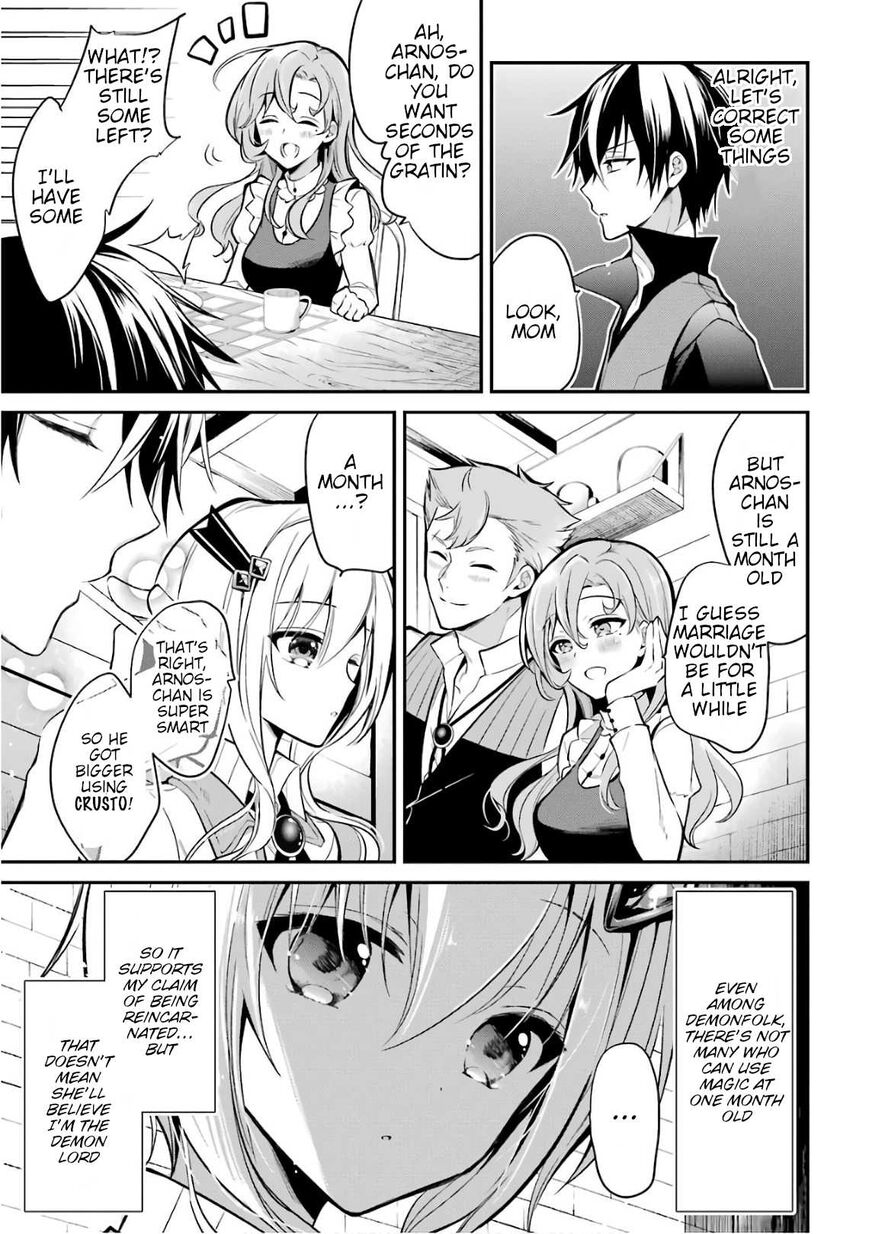 ALRIGHT,
LET'S
CORRECT
SOME
THINGS
LOOK,
MOM
AH,
ARNOS-
CHAN, DO
YOU
WANT
SECONDS
OF THE
GRATIN?
WHAT!?
THERE'S
STILL
SOME
LEFT?
I'LL
HAVE
SOME
BUT
ARNOS-
CHAN IS
STILL A
MONTH
OLD
I GUESS
MARRIAGE
WOULDN'T
BE FOR
A LITTLE
WHILE
A
MONTH
...?
THAT'S
RIGHT,
ARNOS-
CHAN IS
SUPER
SMART
SO HE
GOT
BIGGER
USING
CRUSTO!
EVEN
AMONG
DEMONFOLK,
THERE'S NOT
MANY WHO
CAN USE
MAGIC AT
ONE MONTH
OLD
...
SO IT
SUPPORTS
MY CLAIM
OF BEING
REINCAR-
NATED...
BUT
THAT
DOESN'T
MEAN
SHE'LL
BELIEVE
I'M THE
DEMON
LORD